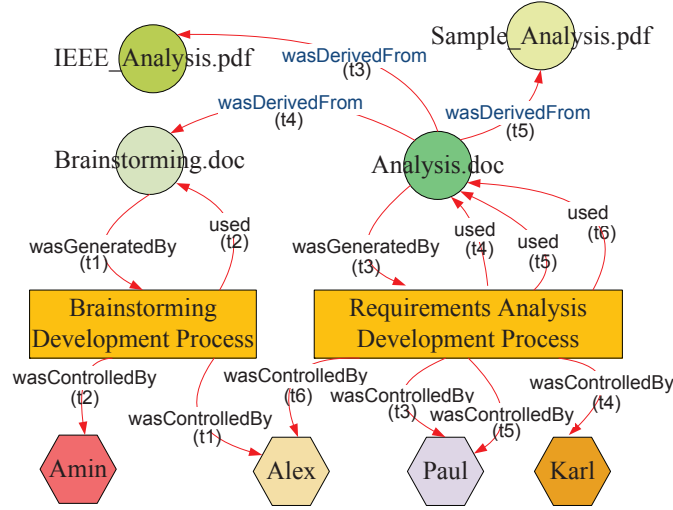 Sample_Analysis.pdf
IEEE_Analysis.pdf
wasDerivedFrom
(t3)
wasDerivedFrom
(t4)
wasDerivedFrom
(t5)
Brainstorming.doc
Analysis.doc
wasGeneratedBy
(t1)
used
(t2)
wasGeneratedBy
(t3)
used
(t4)
used
(t5)
used
(t6)
Brainstorming
Development Process
Requirements Analysis
Development Process
wasControlledBy
(t2)
wasControlledBy
(t1)
wasControlledBy
(t6)
wasControlledBy
(t3)
wasControlledBy
(t5)
wasControlledBy
(t4)
Amin
Alex
Paul
Karl